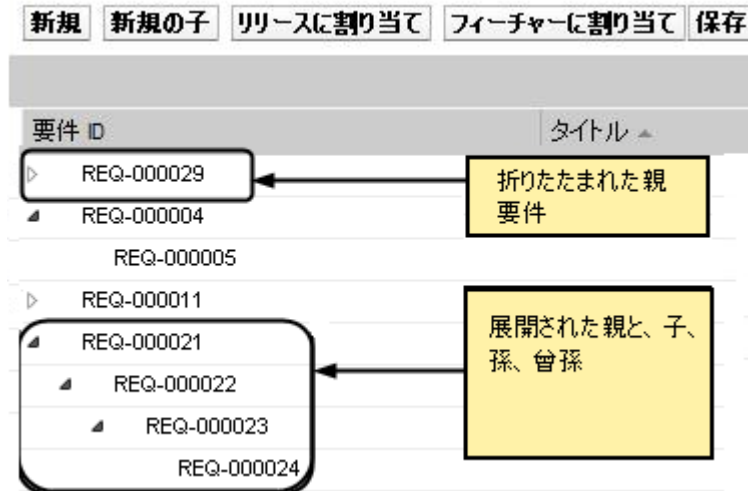 新規 新規の子 リリースに割り当て フィーチャーに割り当て 保存
要件 ID タイトル
REQ-000029
折りたたまれた親
要件
REQ-000004
REQ-000005
REQ-000011
展開された親と、子、
孫、曾孫
REQ-000021
REQ-000022
REQ-000023
REQ-000024